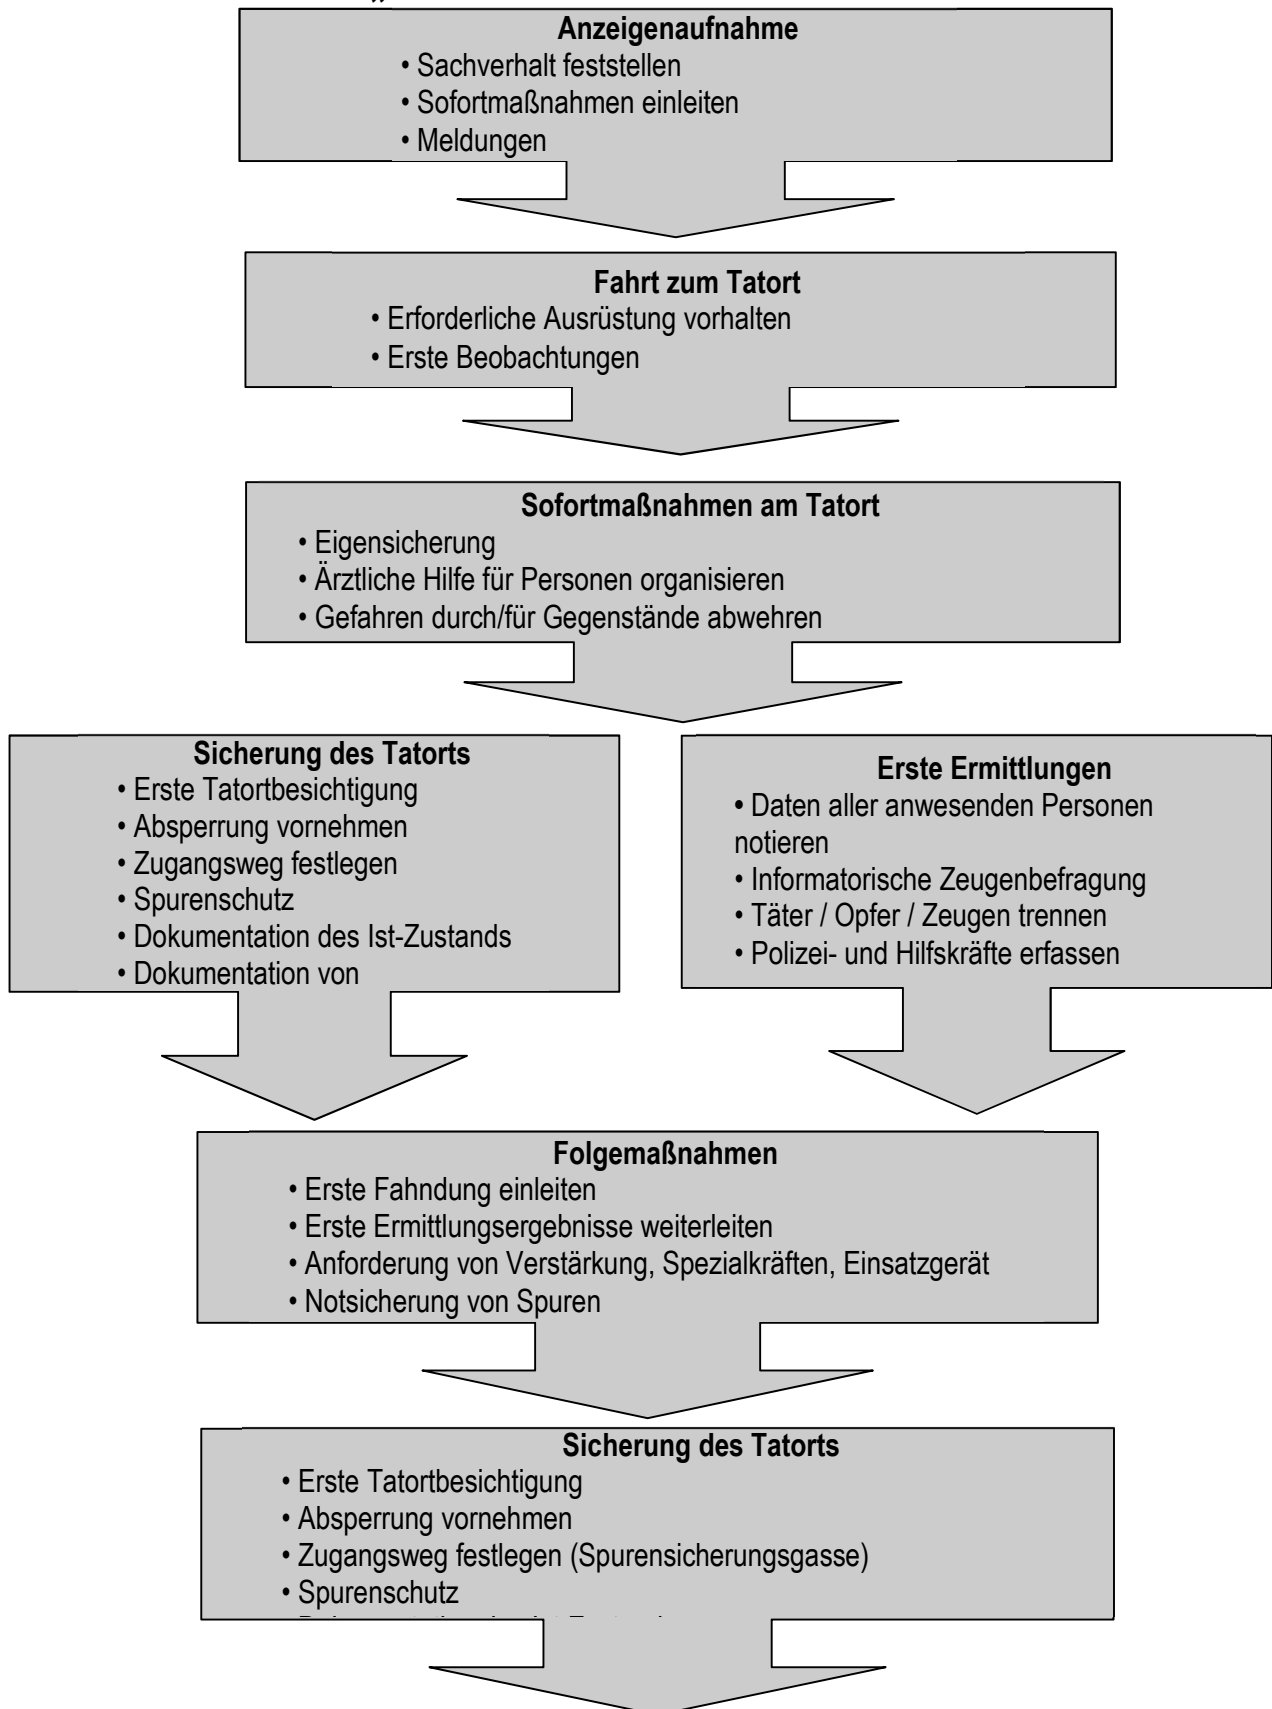 Anzeigenaufnahme
• Sachverhalt feststellen
• Sofortmaßnahmen einleiten
• Meldungen
Fahrt zum Tatort
• Erforderliche Ausrüstung vorhalten
• Erste Beobachtungen
Sofortmaßnahmen am Tatort
• Eigensicherung
• Ärztliche Hilfe für Personen organisieren
• Gefahren durch/für Gegenstände abwehren
Sicherung des Tatorts
• Erste Tatortbesichtigung
• Absperrung vornehmen
• Zugangsweg festlegen
• Spurenschutz
• Dokumentation des Ist-Zustands
• Dokumentation von
Erste Ermittlungen
• Daten aller anwesenden Personen
notieren
• Informatorische Zeugenbefragung
• Täter / Opfer / Zeugen trennen
• Polizei- und Hilfskräfte erfassen
Folgemaßnahmen
• Erste Fahndung einleiten
• Erste Ermittlungsergebnisse weiterleiten
• Anforderung von Verstärkung, Spezialkräften, Einsatzgerät
• Notsicherung von Spuren
Sicherung des Tatorts
• Erste Tatortbesichtigung
• Absperrung vornehmen
• Zugangsweg festlegen (Spurensicherungsgasse)
• Spurenschutz